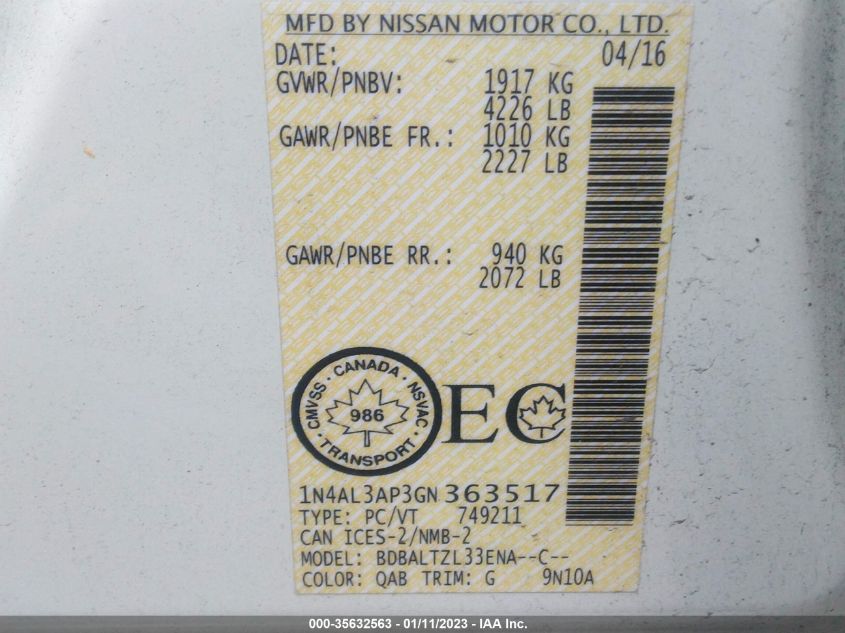 MFD BY NISSAN MOTOR CO., LTD.
DATE: 04/16
GVWR/PNBV: 1917 KG
4226 LB
GAWR/PNBE FR.: 1010 KG
2227 LB
GAWR/PNBE RR.: 940 KG
2072 LB
CMVSS · CANADA · NSVAC · TRANSPORT ·
986
EC
1N4AL3AP3GN363517
TYPE: PC/VT 749211
CAN ICES-2/NMB-2
MODEL: BDBALTZL33ENA--C--
COLOR: QAB TRIM: G 9N10A
000-35632563 - 01/11/2023 - IAA Inc.